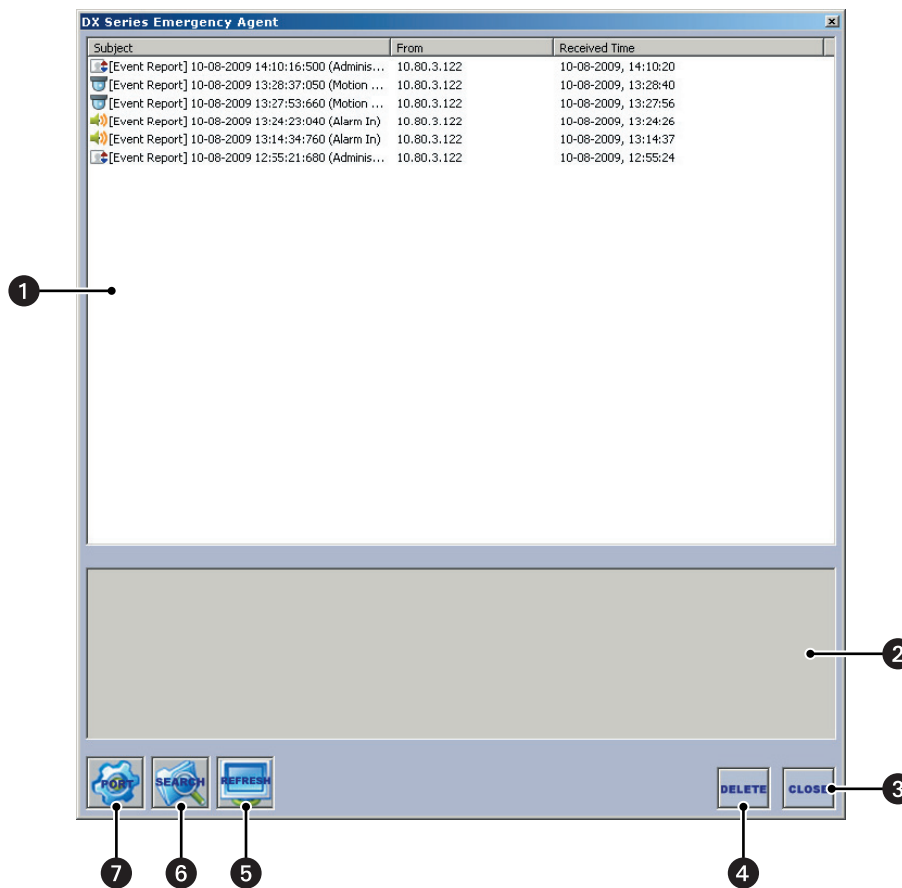 DX Series Emergency Agent
Subject From Received Time
[Event Report] 10-08-2009 14:10:16:500 (Adminis... 10.80.3.122 10-08-2009, 14:10:20
[Event Report] 10-08-2009 13:28:37:050 (Motion ... 10.80.3.122 10-08-2009, 13:28:40
[Event Report] 10-08-2009 13:27:53:660 (Motion ... 10.80.3.122 10-08-2009, 13:27:56
[Event Report] 10-08-2009 13:24:23:040 (Alarm In) 10.80.3.122 10-08-2009, 13:24:26
[Event Report] 10-08-2009 13:14:34:760 (Alarm In) 10.80.3.122 10-08-2009, 13:14:37
[Event Report] 10-08-2009 12:55:21:680 (Adminis... 10.80.3.122 10-08-2009, 12:55:24
1
2
PORT SEARCH REFRESH DELETE CLOSE 3
7 6 5 4